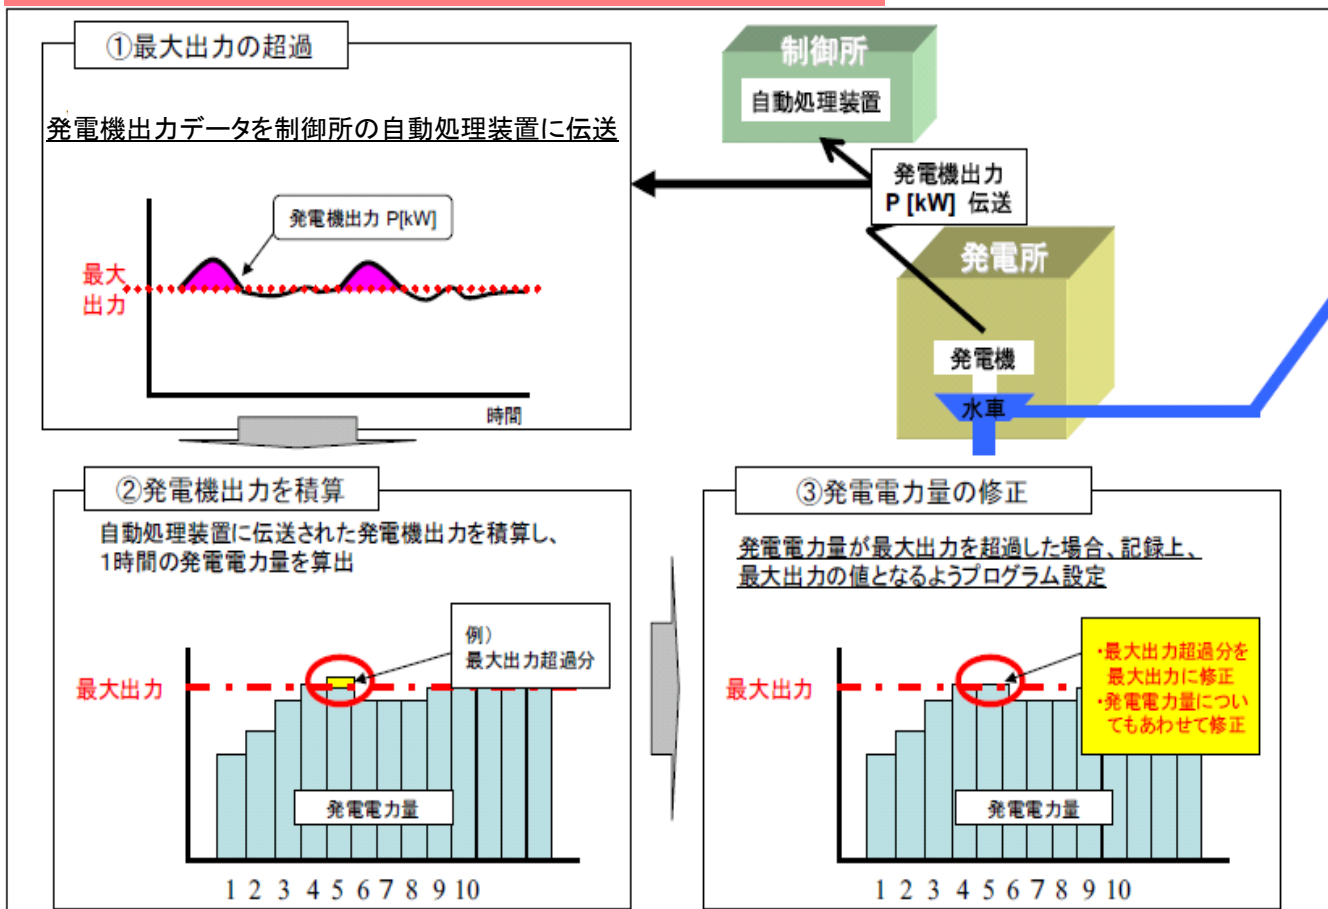 ①最大出力の超過
発電機出力データを制御所の自動処理装置に伝送
発電機出力 P[kW]
最大
出力
時間
制御所
自動処理装置
発電機出力
P [kW] 伝送
発電所
発電機
水車
②発電機出力を積算
自動処理装置に伝送された発電機出力を積算し、
1時間の発電電力量を算出
例）
最大出力超過分
最大出力
発電電力量
1 2 3 4 5 6 7 8 9 10
③発電電力量の修正
発電電力量が最大出力を超過した場合、記録上、
最大出力の値となるようプログラム設定
・最大出力超過分を
最大出力に修正
・発電電力量につい
てもあわせて修正
最大出力
発電電力量
1 2 3 4 5 6 7 8 9 10